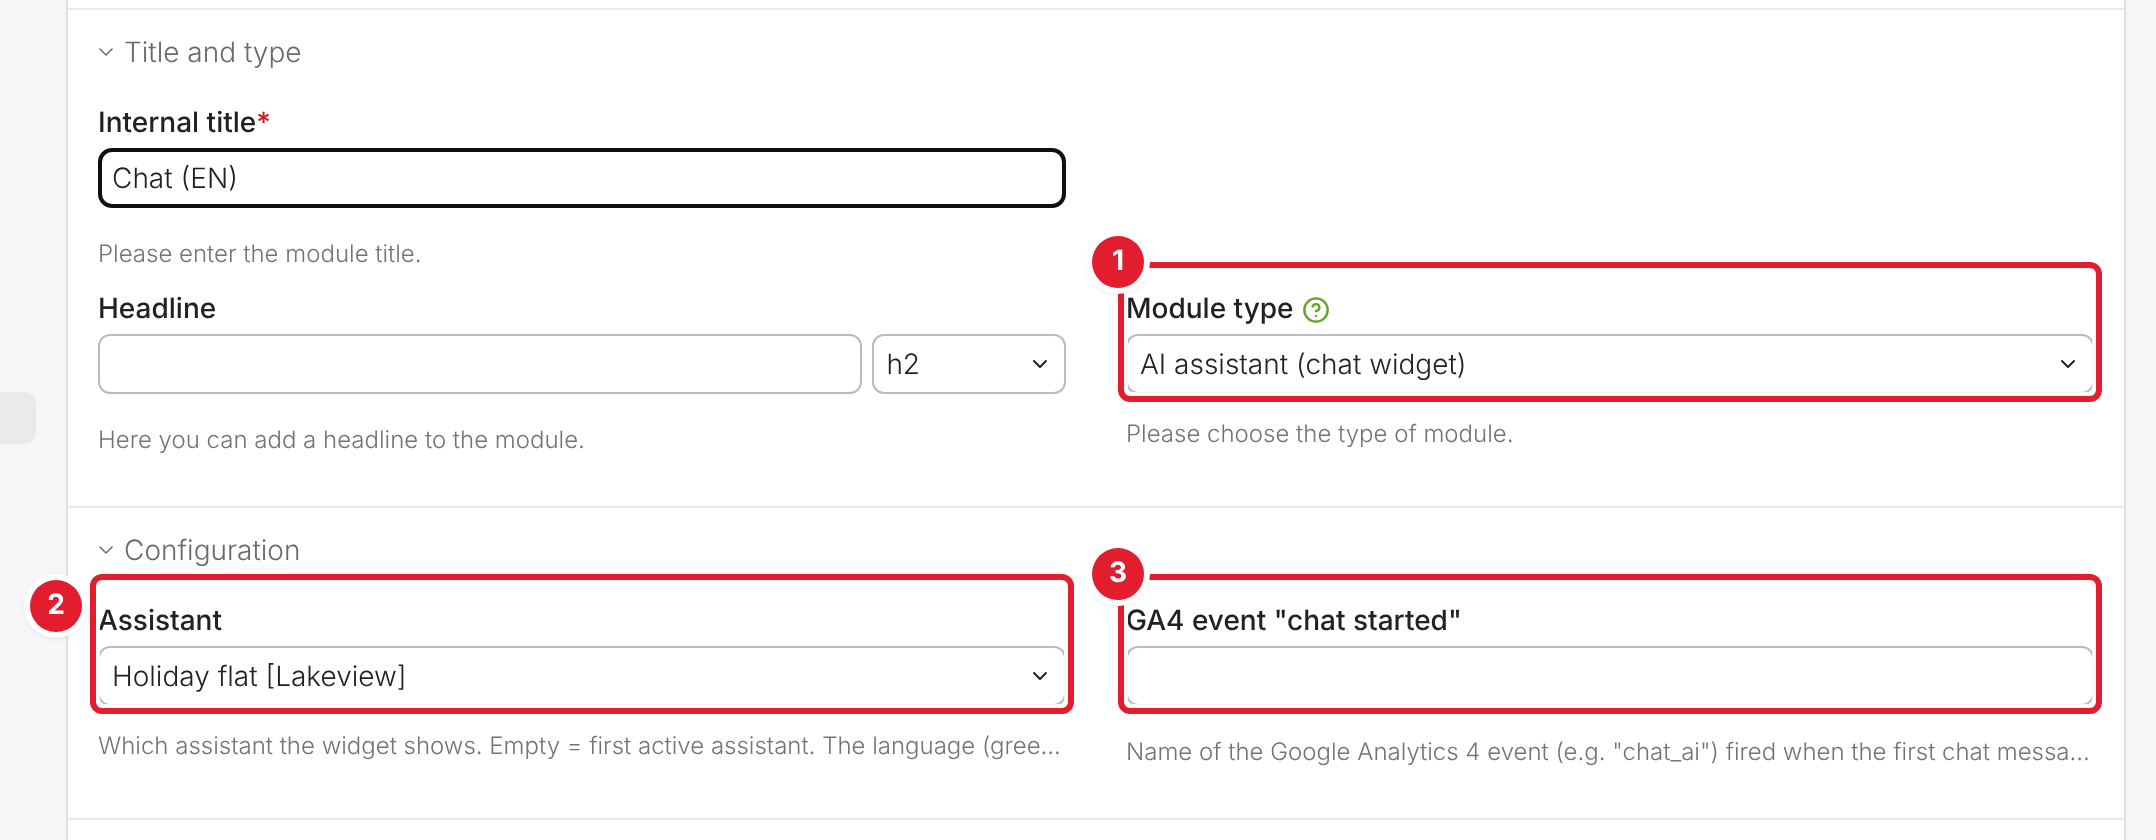 Title and type
Internal title*
Chat (EN)
Please enter the module title.
1
Headline
Module type ?
h2
AI assistant (chat widget)
Here you can add a headline to the module.
Please choose the type of module.
Configuration
2
3
Assistant
GA4 event "chat started"
Holiday flat [Lakeview]
Which assistant the widget shows. Empty = first active assistant. The language (gree...
Name of the Google Analytics 4 event (e.g. "chat_ai") fired when the first chat messa...